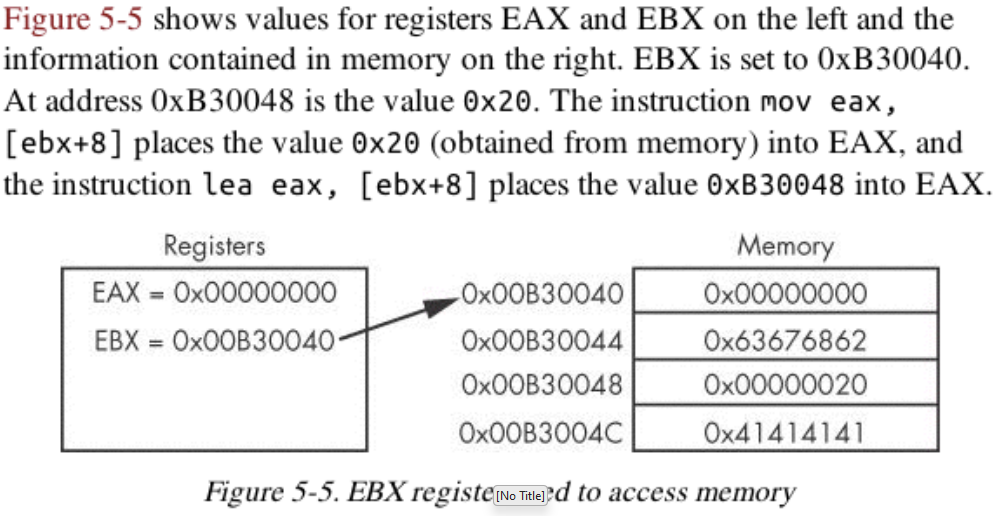 Figure 5-5 shows values for registers EAX and EBX on the left and the
information contained in memory on the right. EBX is set to 0xB30040.
At address 0xB30048 is the value 0x20. The instruction mov eax,
[ebx+8] places the value 0x20 (obtained from memory) into EAX, and
the instruction lea eax, [ebx+8] places the value 0xB30048 into EAX.
Registers
Memory
EAX = 0x00000000
0x00B30040
0x00000000
EBX = 0x00B30040
0x00B30044
0x63676862
0x00B30048
0x00000020
0x00B3004C
0x41414141
Figure 5-5. EBX registe [No Title] ed to access memory